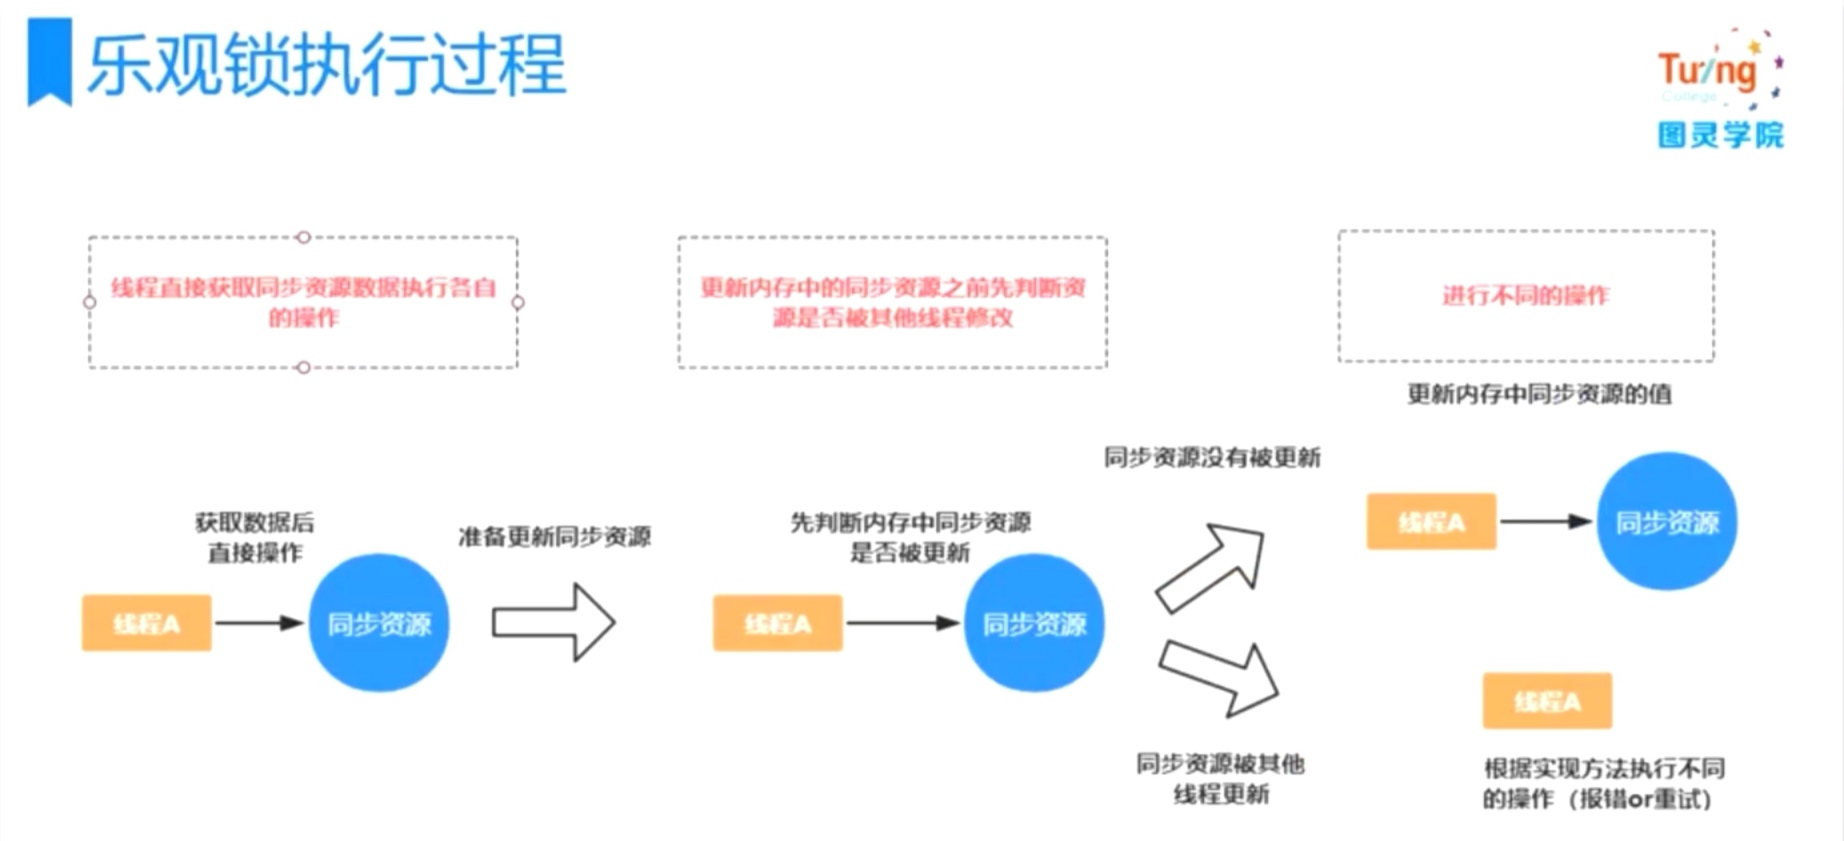 乐观锁执行过程
Turing
College
图灵学院
线程直接获取同步资源数据执行各自
的操作
更新内存中的同步资源之前先判断资
源是否被其他线程修改
进行不同的操作
更新内存中同步资源的值
同步资源没有被更新
获取数据后
直接操作
准备更新同步资源
先判断内存中同步资源
是否被更新
线程A
同步资源
线程A
同步资源
线程A
同步资源
线程A
同步资源被其他
线程更新
根据实现方法执行不同
的操作（报错or重试）